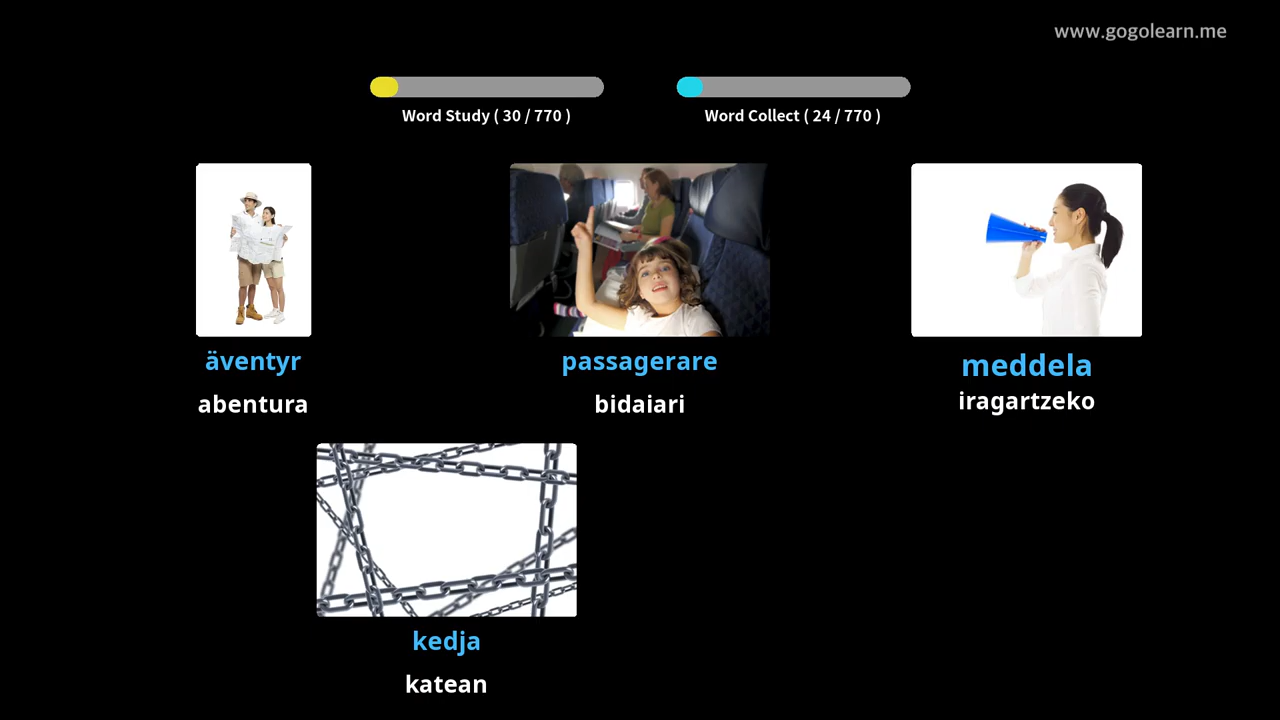 www.gogolearn.me
Word Study ( 30 / 770 )
Word Collect ( 24 / 770 )
äventyr
abentura
passagerare
bidaiari
meddela
iragartzeko
kedja
katean